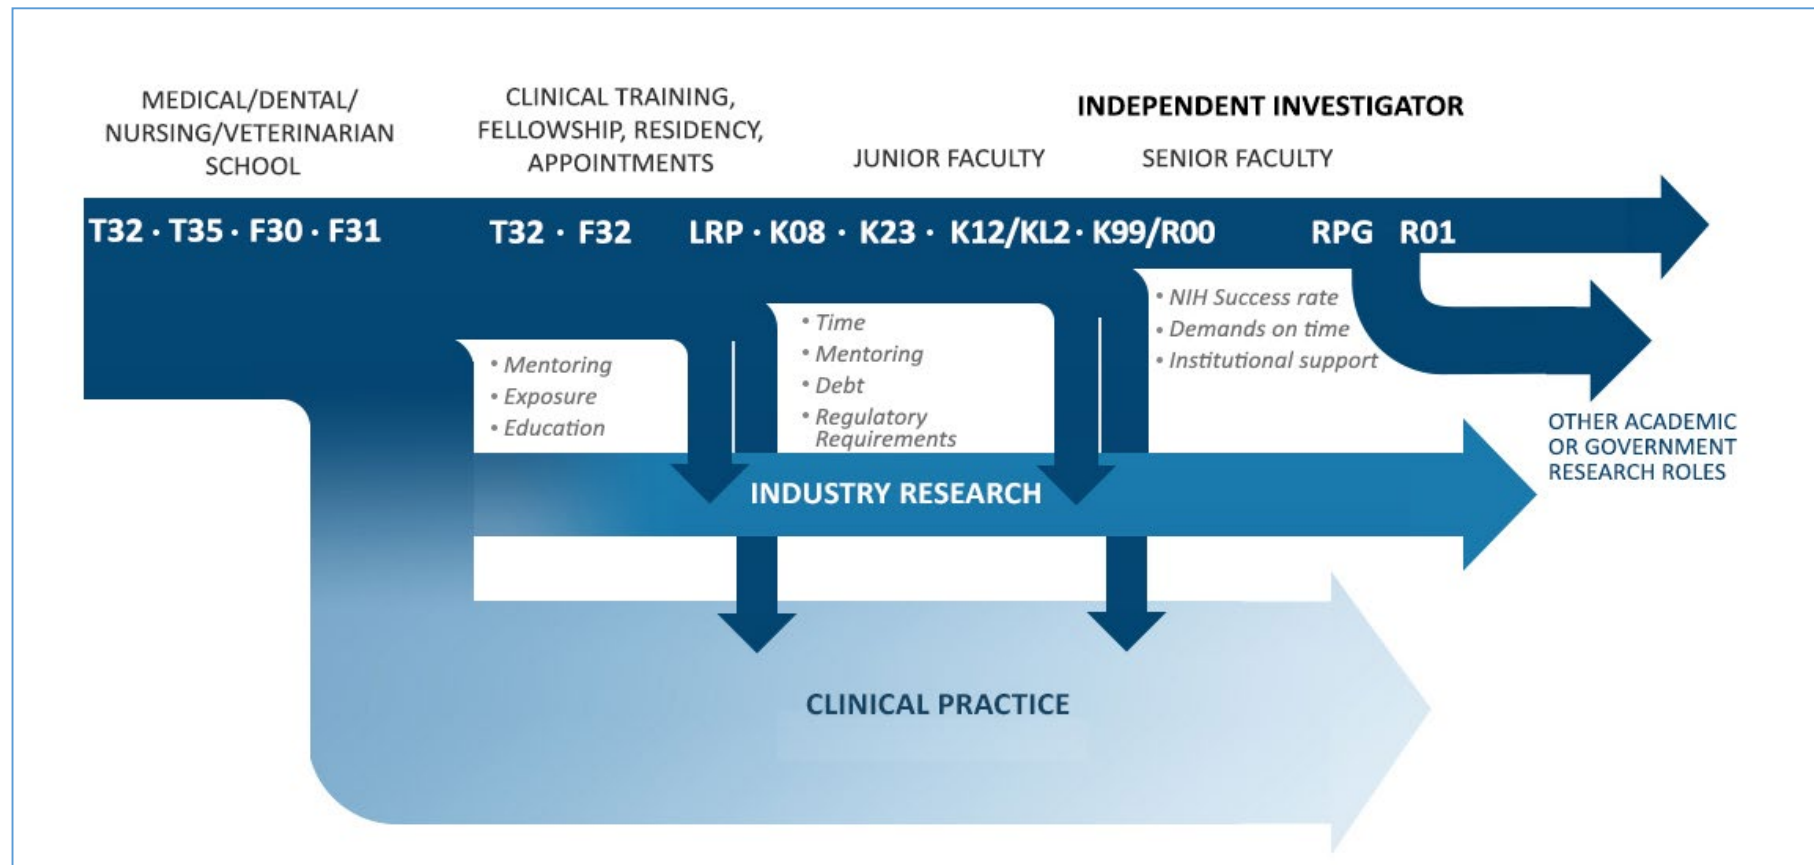 MEDICAL/DENTAL/
NURSING/VETERINARIAN
SCHOOL
CLINICAL TRAINING,
FELLOWSHIP, RESIDENCY,
APPOINTMENTS
JUNIOR FACULTY
INDEPENDENT INVESTIGATOR
SENIOR FACULTY
T32 · T35 · F30 · F31
T32 · F32
LRP · K08 · K23 · K12/KL2 · K99/R00
RPG R01
• Mentoring
• Exposure
• Education
• Time
• Mentoring
• Debt
• Regulatory
Requirements
• NIH Success rate
• Demands on time
• Institutional support
OTHER ACADEMIC
OR GOVERNMENT
RESEARCH ROLES
INDUSTRY RESEARCH
CLINICAL PRACTICE